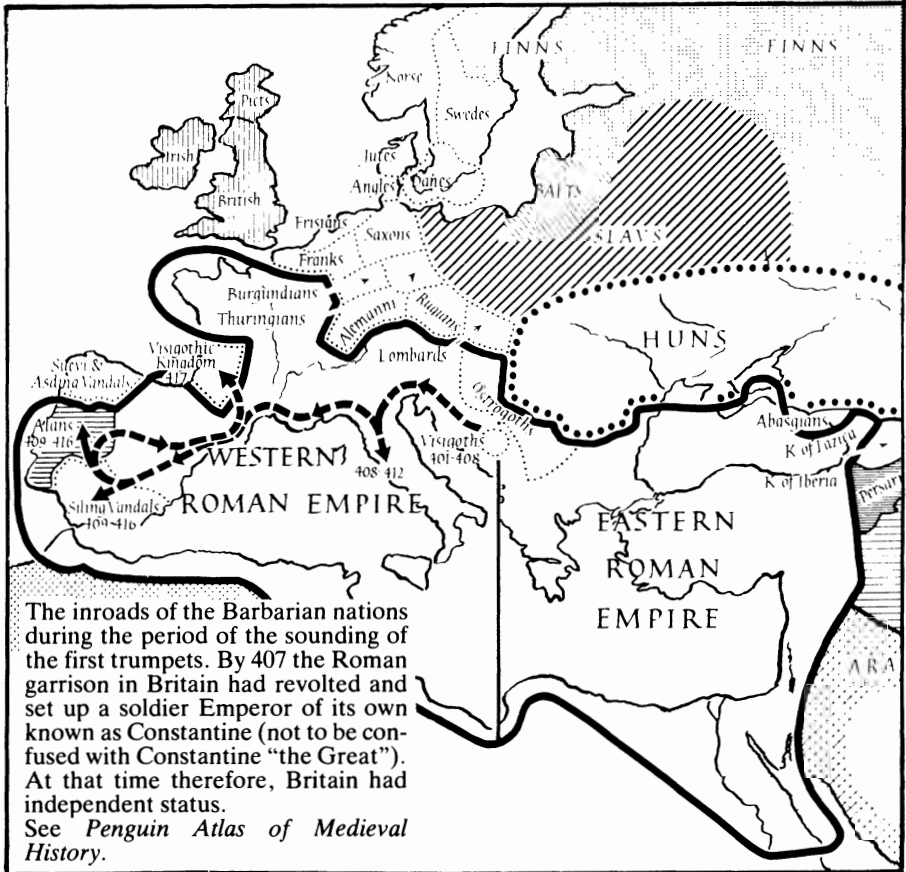 FINNS
FINNS
Norse
Swedes
Picts
Irish
British
Jutes
Angles
Danes
BALTS
SLAVS
Frisians
Saxons
Franks
Burgundians
Thuringians
Alemanni
Rugians
HUNS
Lombards
Visigothic
Kingdom
417
Suevi &
Asding Vandals
Ostrogoths
Abasgians
K of Lazica
K of Iberia
Persian
Alans
409-416
Visigoths
401-408
408-412
Siling Vandals
409-416
WESTERN
ROMAN EMPIRE
EASTERN
ROMAN
EMPIRE
ARA
The inroads of the Barbarian nations
during the period of the sounding of
the first trumpets. By 407 the Roman
garrison in Britain had revolted and
set up a soldier Emperor of its own
known as Constantine (not to be con-
fused with Constantine "the Great").
At that time therefore, Britain had
independent status.
See Penguin Atlas of Medieval
History.